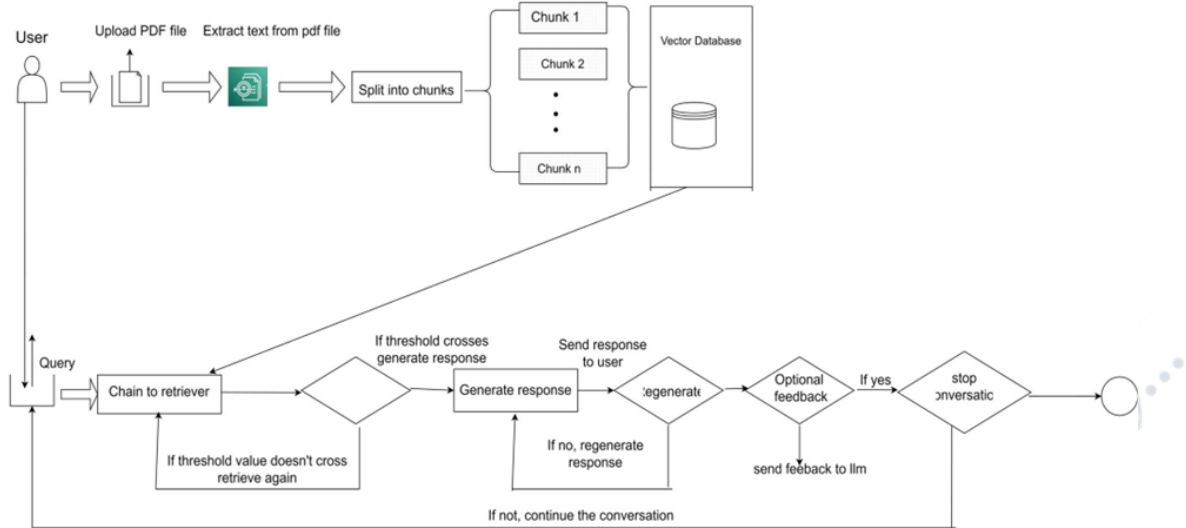 User
Upload PDF file
Extract text from pdf file
Split into chunks
Chunk 1
Chunk 2
Chunk n
Vector Database
Query
Chain to retriever
If threshold crosses
generate response
If threshold value doesn't cross
retrieve again
Generate response
Send response
to user
If no, regenerate
response
Optional
feedback
send feeback to llm
If yes
stop
If not, continue the conversation